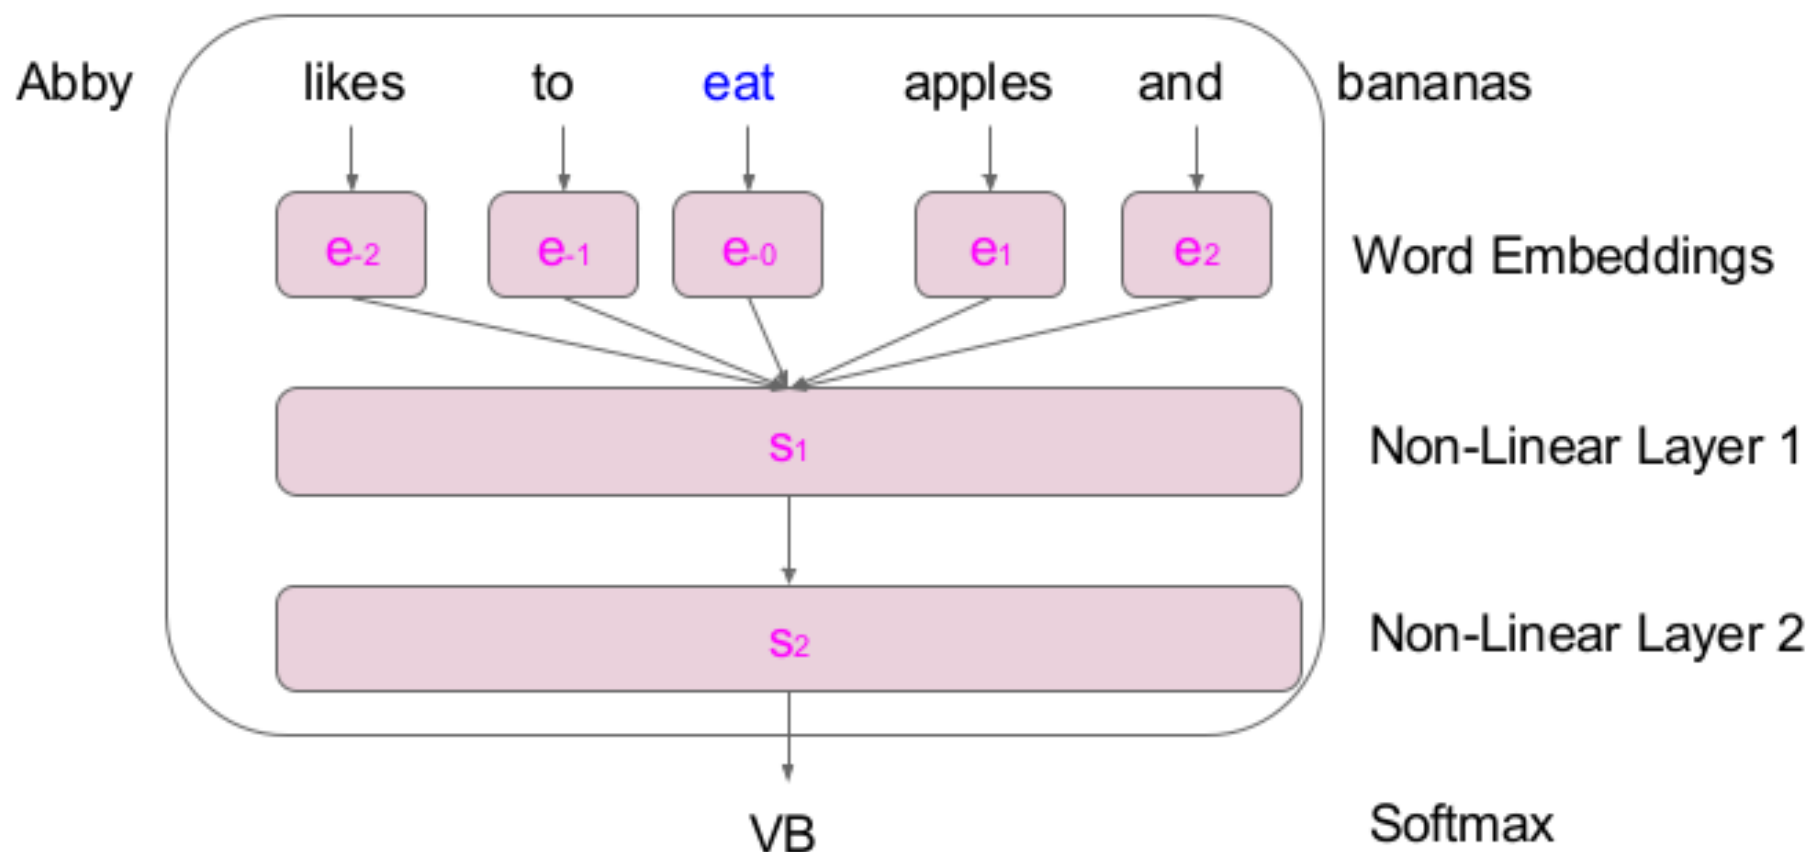 Abby likes to eat apples and bananas
e-2 e-1 e-0 e1 e2 Word Embeddings
s1 Non-Linear Layer 1
s2 Non-Linear Layer 2
VB Softmax